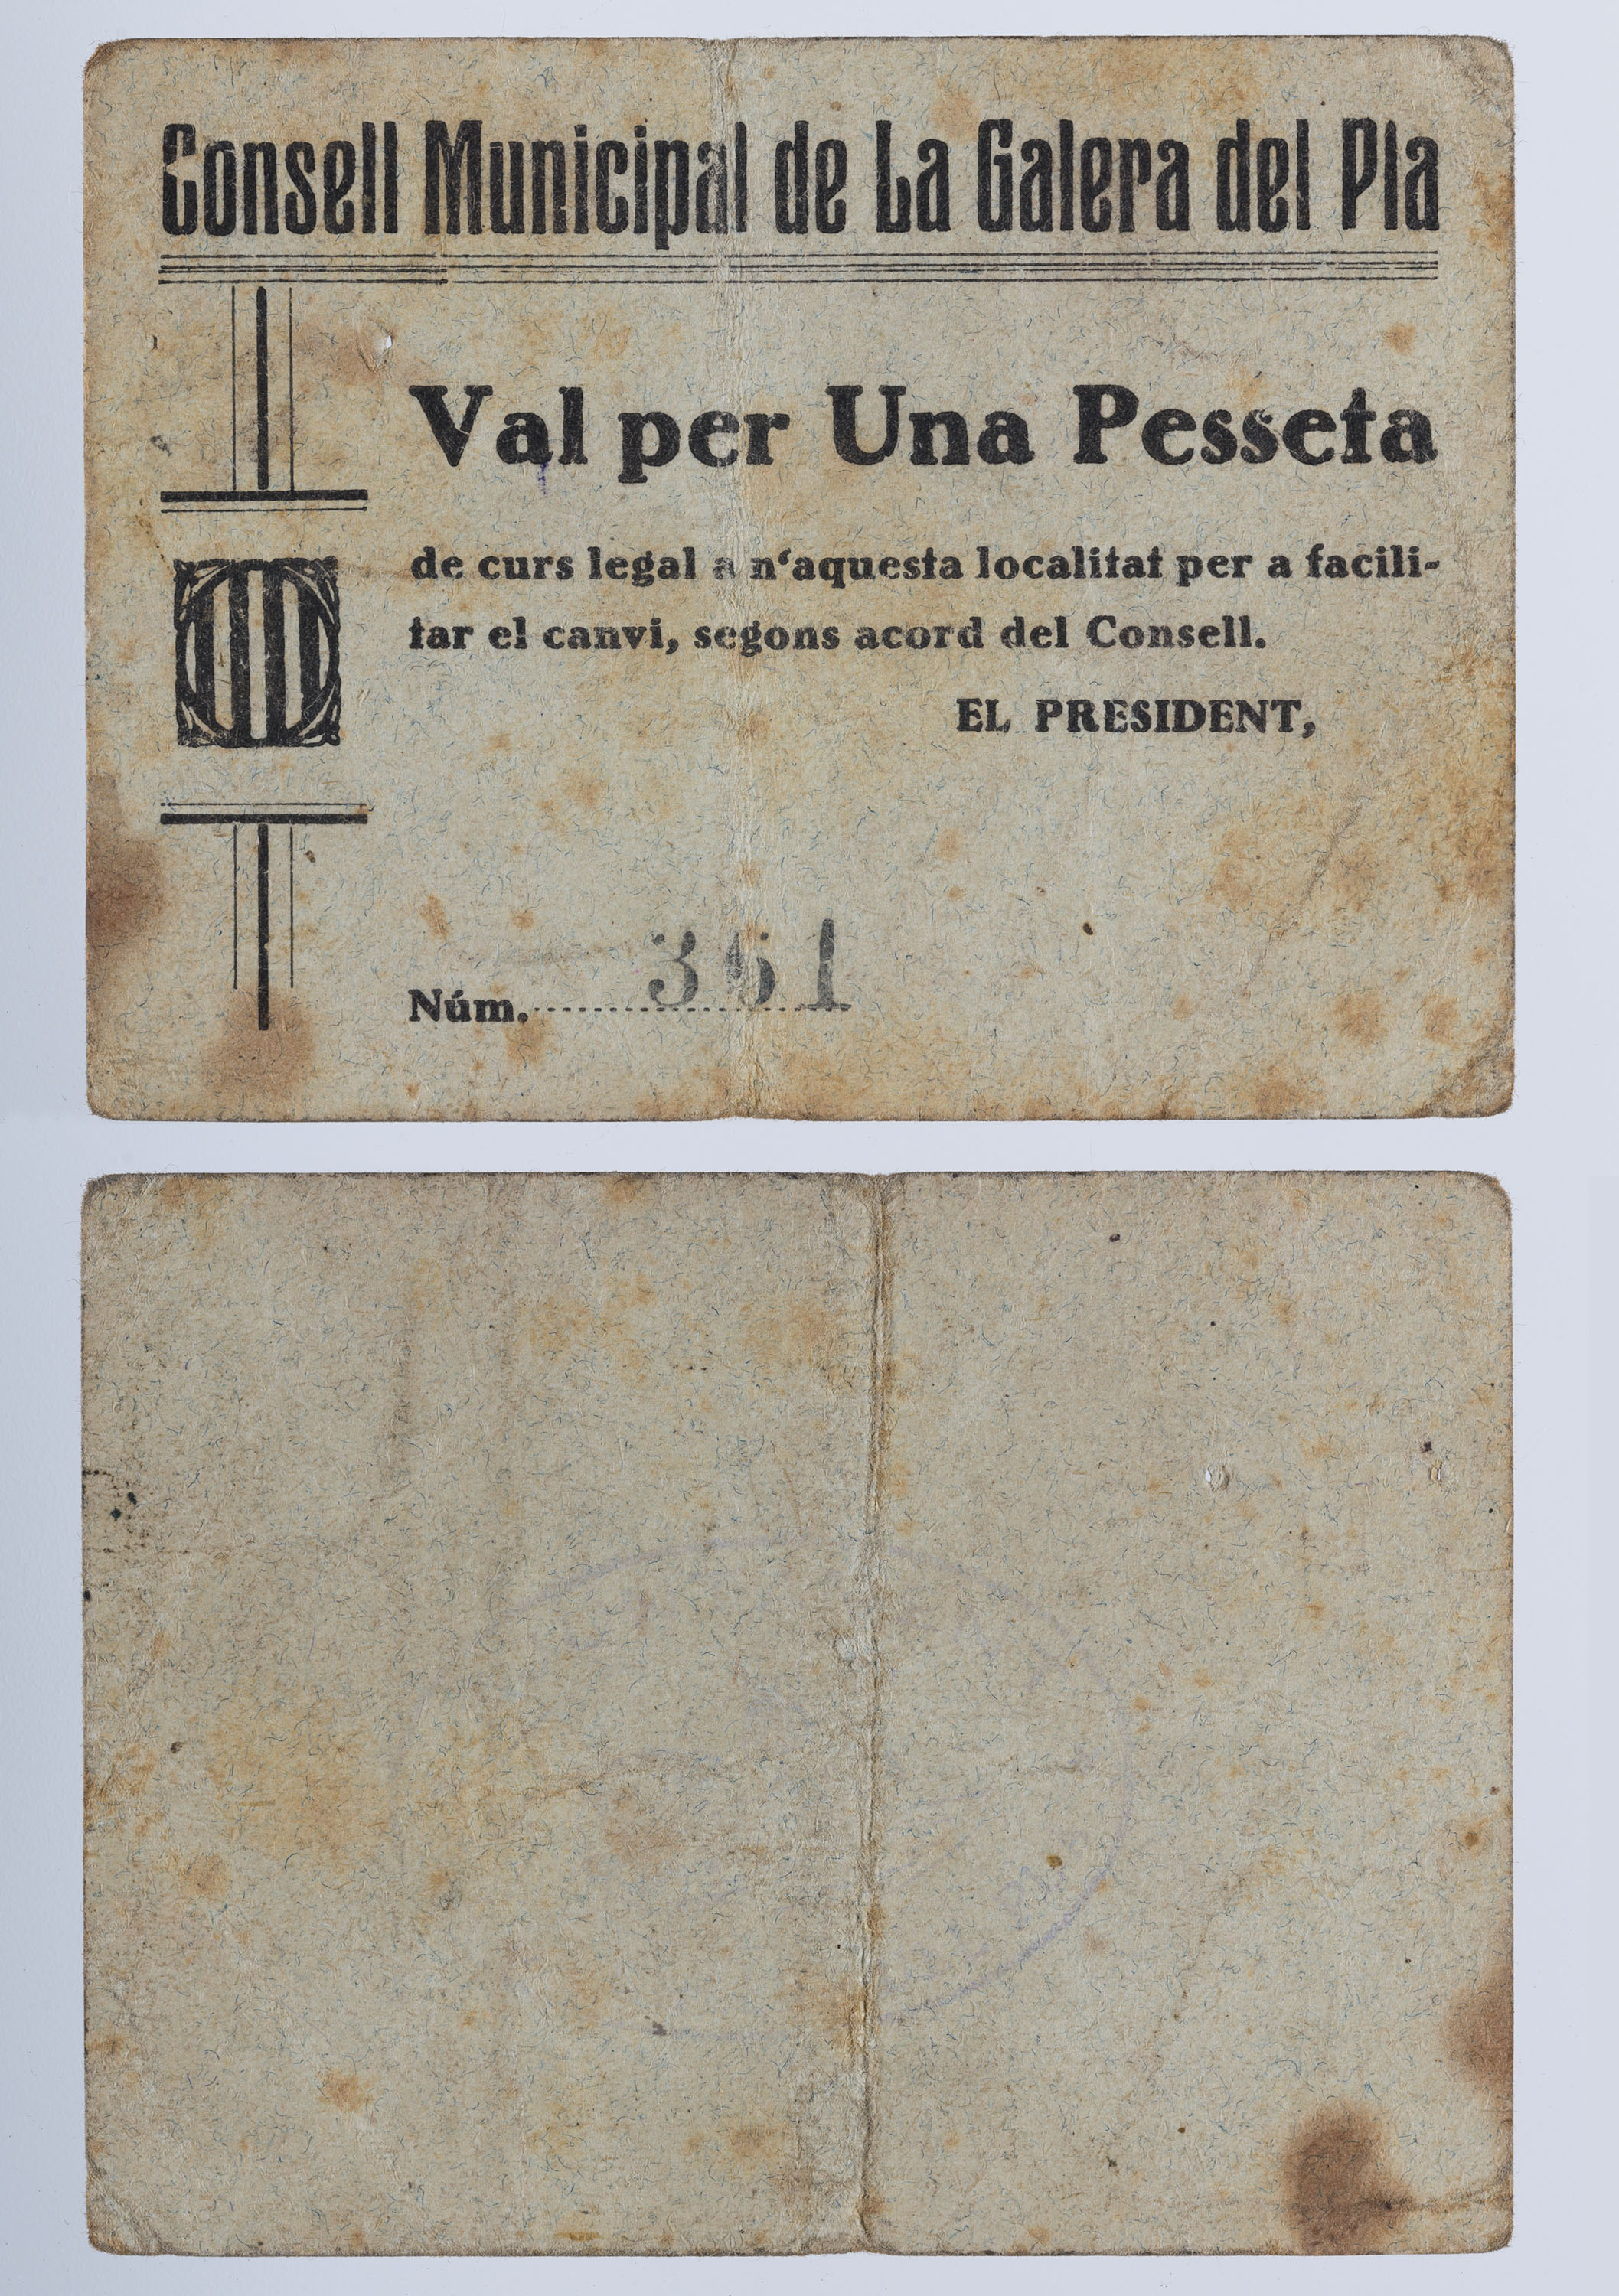 Consell Municipal de La Galera del Pla
Val per Una Pesseta
de curs legal a n‘aquesta localitat per a facili-
tar el canvi, segons acord del Consell.
EL PRESIDENT,
Núm. 351